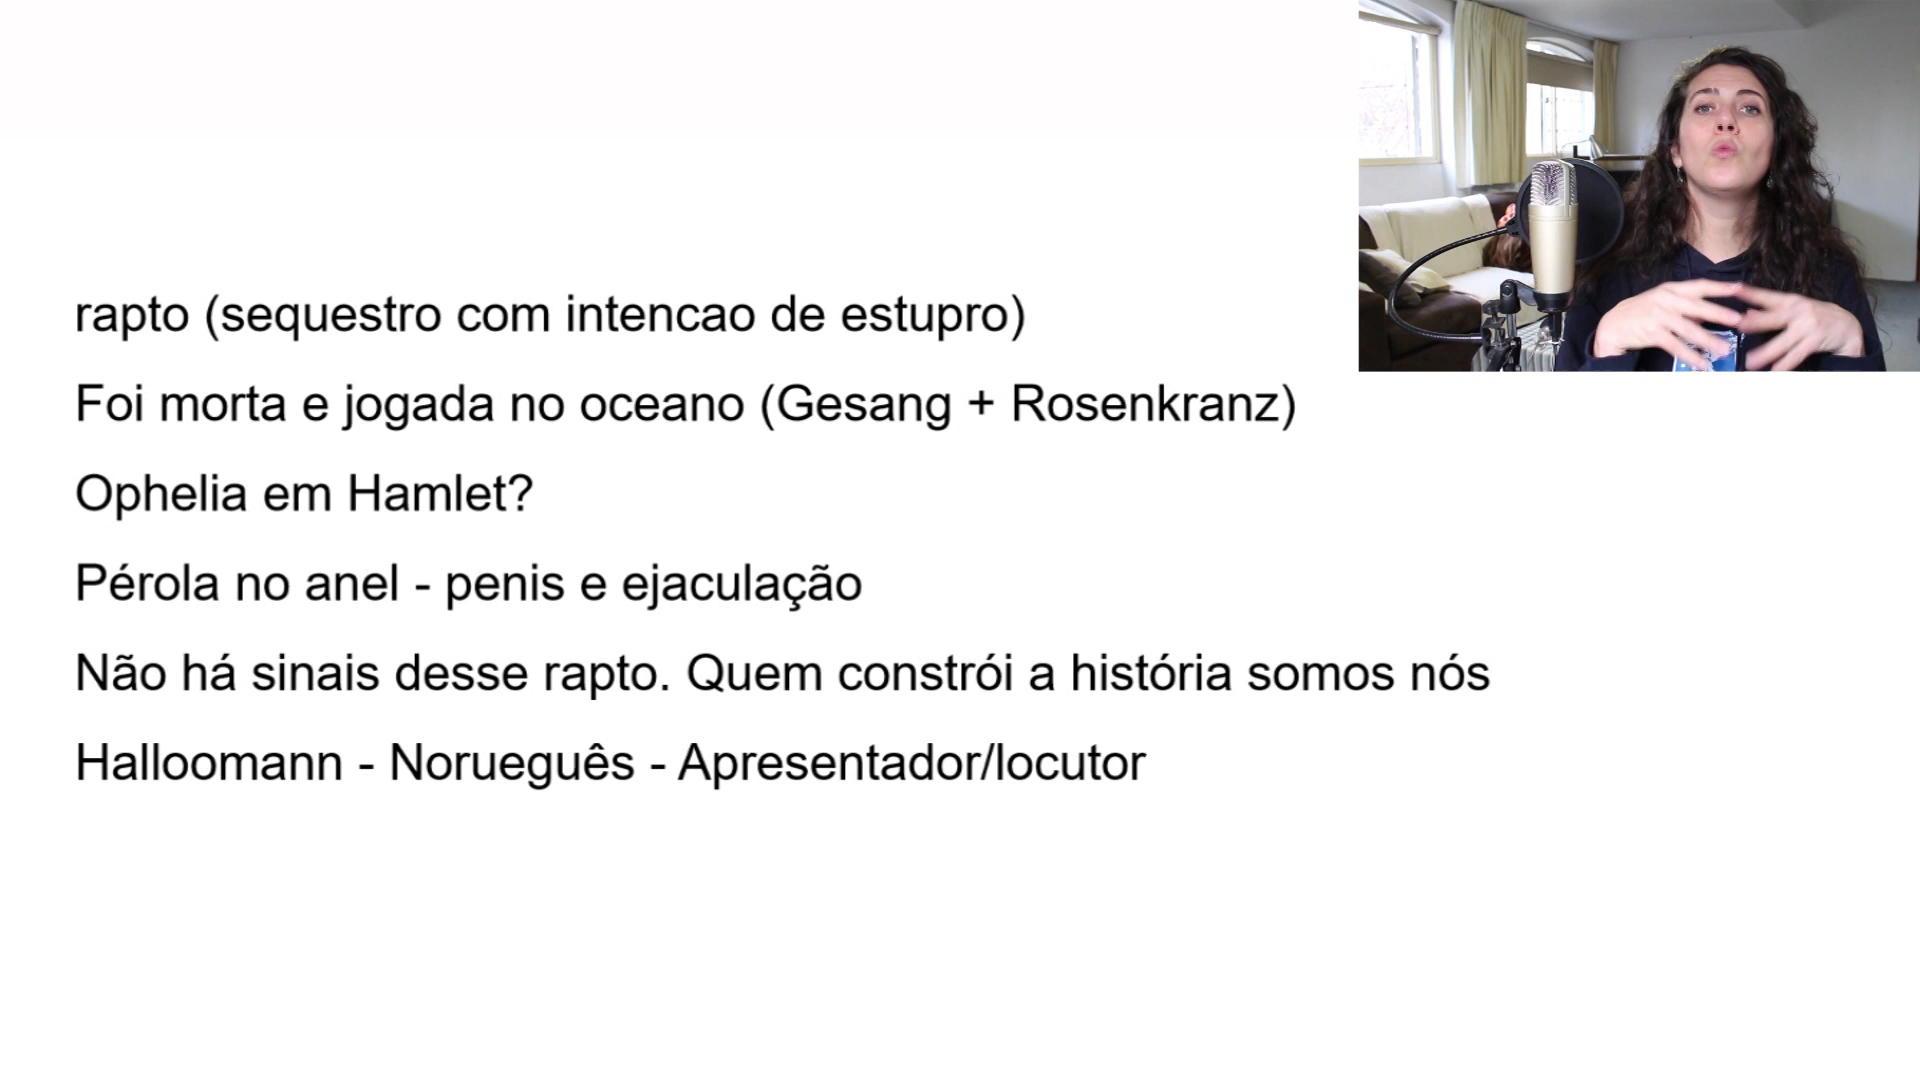 rapto (sequestro com intencao de estupro)
Foi morta e jogada no oceano (Gesang + Rosenkranz)
Ophelia em Hamlet?
Pérola no anel - penis e ejaculação
Não há sinais desse rapto. Quem constrói a história somos nós
Halloomann - Norueguês - Apresentador/locutor